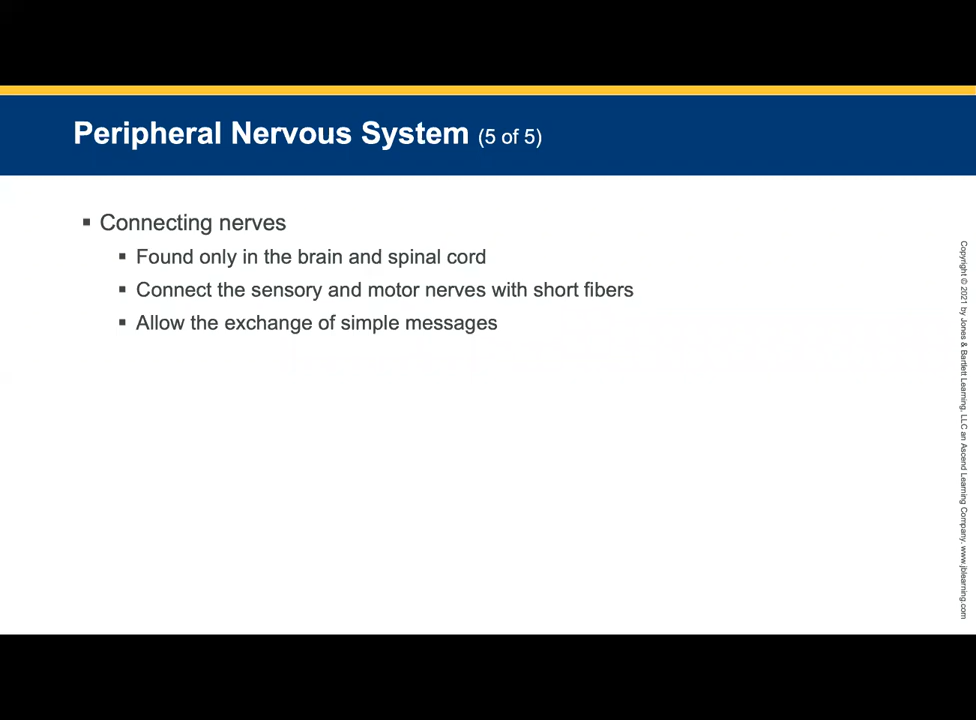 Peripheral Nervous System (5 of 5)
▪ Connecting nerves
▪ Found only in the brain and spinal cord
▪ Connect the sensory and motor nerves with short fibers
▪ Allow the exchange of simple messages
Copyright © 2021 by Jones & Bartlett Learning, LLC an Ascend Learning Company. www.jblearning.com